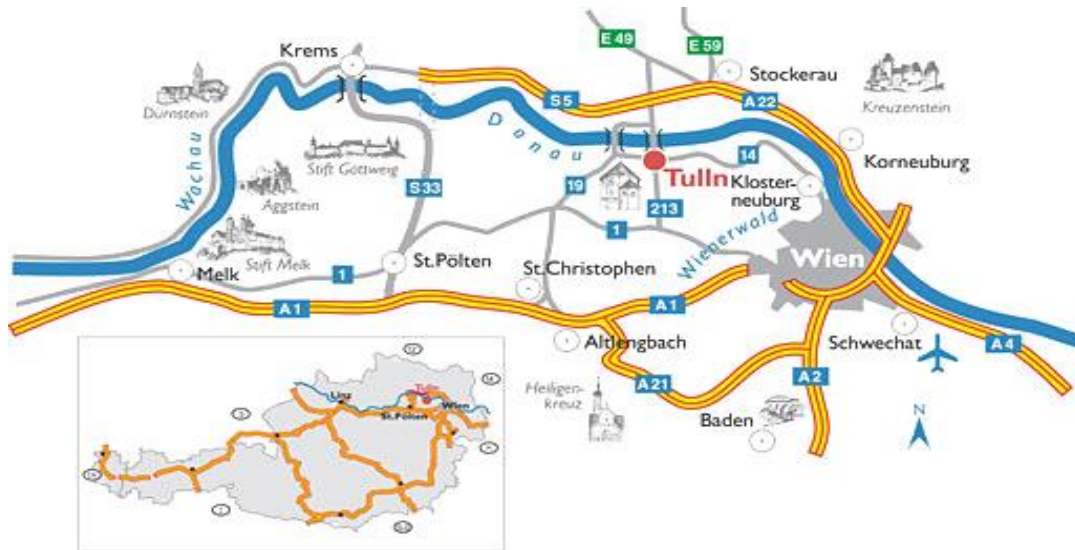 E 49
E 59
Krems
Stockerau
Kreuzenstein
Dürnstein
S5
A 22
Donau
Korneuburg
Wachau
Stift Göttweig
14
Tulln
Kloster-
neuburg
S33
19
Aggstein
213
1
Wienerwald
Wien
Stift Melk
Melk
1
St.Pölten
St.Christophen
A 1
A 1
Altlengbach
Schwechat
A 4
A 21
A 2
Heiligen-
kreuz
Baden
N
Linz
Tulln
St.Pölten
Wien